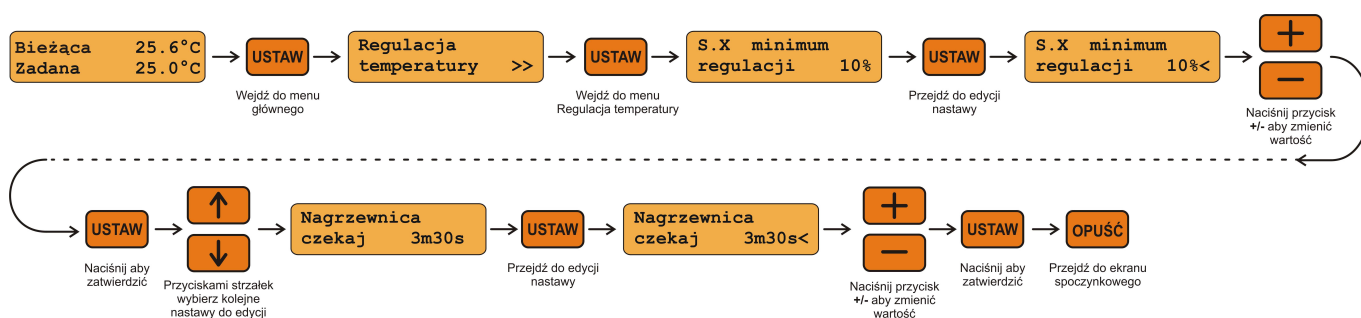 Bieżąca 25.6°C
Zadana 25.0°C
USTAW
Wejdź do menu
głównego
Regulacja
temperatury >>
USTAW
Wejdź do menu
Regulacja temperatury
S.X minimum
regulacji 10%
USTAW
Przejdź do edycji
nastawy
S.X minimum
regulacji 10%<
+
−
Naciśnij przycisk
+/- aby zmienić
wartość
USTAW
Naciśnij aby
zatwierdzić
↑
↓
Przyciskami strzałek
wybierz kolejne
nastawy do edycji
Nagrzewnica
czekaj 3m30s
USTAW
Przejdź do edycji
nastawy
Nagrzewnica
czekaj 3m30s<
+
−
Naciśnij przycisk
+/- aby zmienić
wartość
USTAW
Naciśnij aby
zatwierdzić
OPUŚĆ
Przejdź do ekranu
spoczynkowego